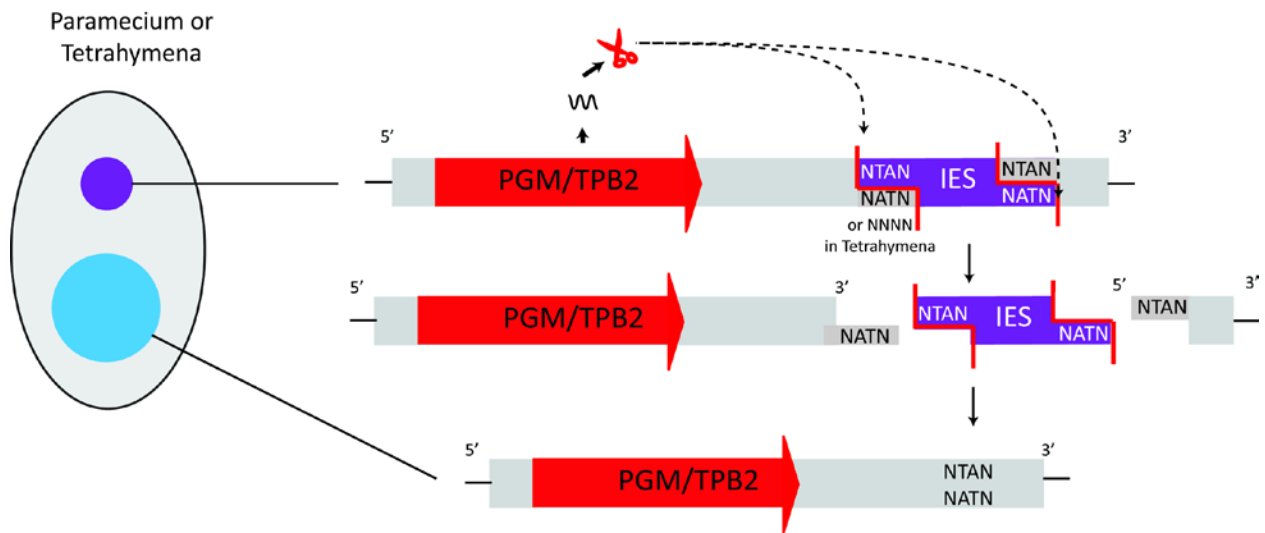 Paramecium or
Tetrahymena
5’ 3’
PGM/TPB2 NTAN IES NTAN
NATN NATN
or NNNN
in Tetrahymena
5’ 3’ 5’ 3’
PGM/TPB2 NATN NTAN IES NATN NTAN
5’ 3’
PGM/TPB2 NTAN
NATN